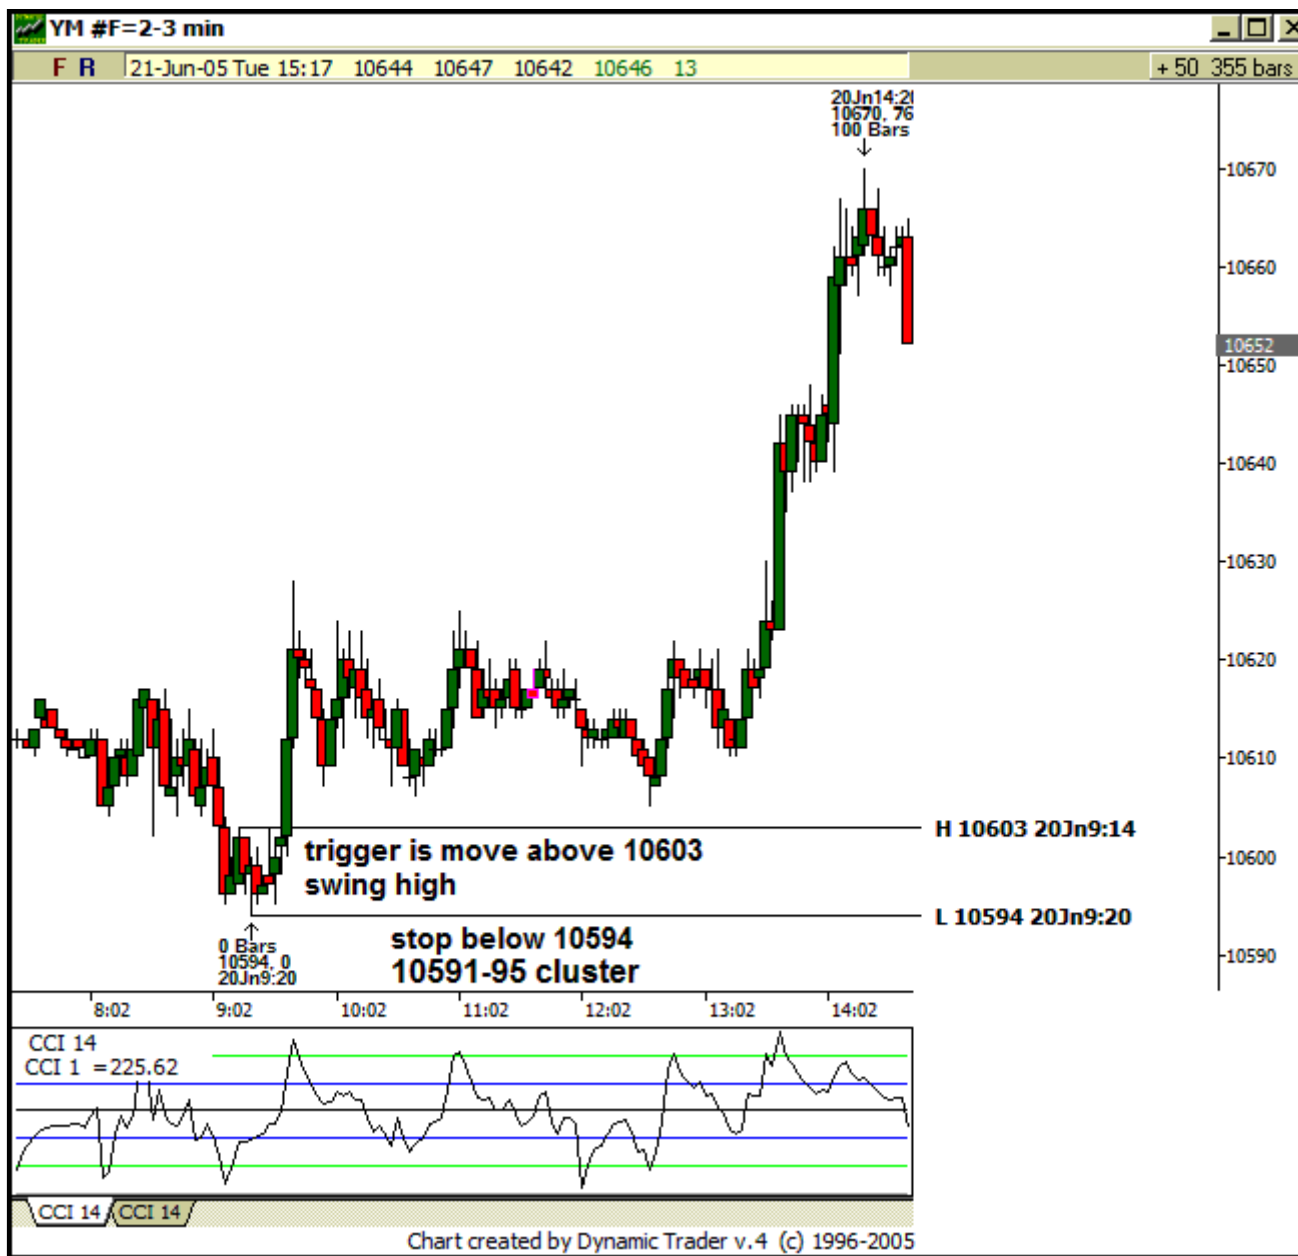 YM #F=2-3 min
F R 21-Jun-05 Tue 15:17 10644 10647 10642 10646 13 + 50 355 bars
20Jn14:20
10670, 76
100 Bars
10670
10660
10652
10650
10640
10630
10620
10610
H 10603 20Jn9:14
trigger is move above 10603
swing high
10600
L 10594 20Jn9:20
stop below 10594
10591-95 cluster
0 Bars
10594, 0
20Jn9:20
10590
8:02 9:02 10:02 11:02 12:02 13:02 14:02
CCI 14
CCI 1 =225.62
CCI 14 CCI 14
Chart created by Dynamic Trader v.4 (c) 1996-2005